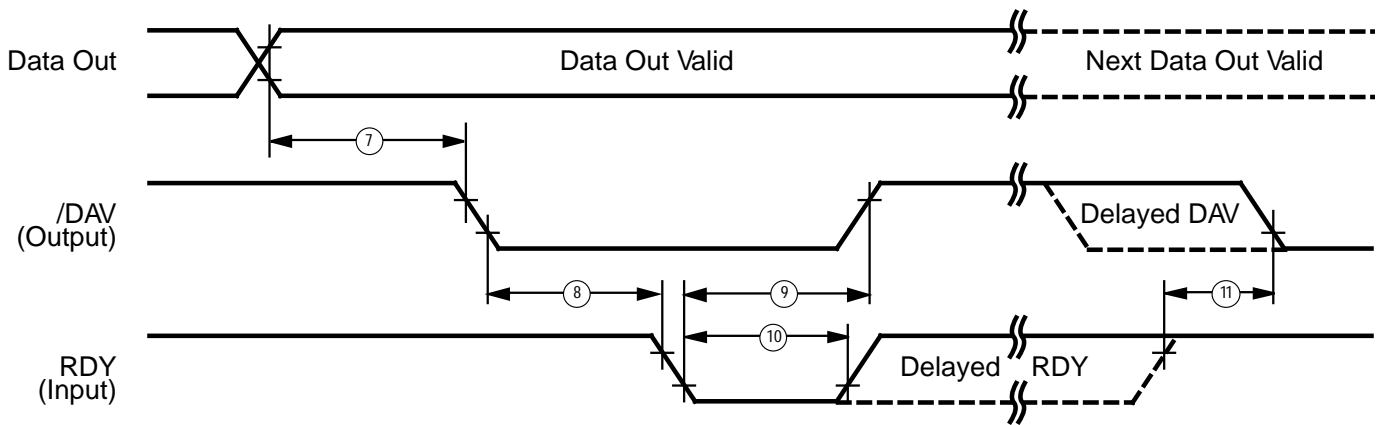 Data Out
Data Out Valid
Next Data Out Valid
7
/DAV
(Output)
Delayed DAV
8
9
11
10
RDY
(Input)
Delayed RDY